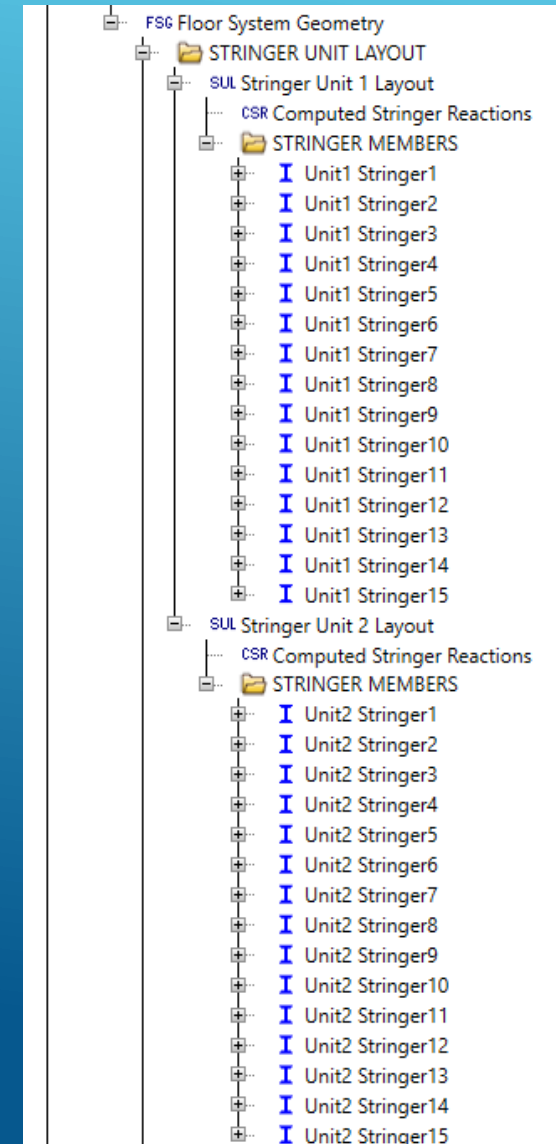 FSG Floor System Geometry
STRINGER UNIT LAYOUT
SUL Stringer Unit 1 Layout
CSR Computed Stringer Reactions
STRINGER MEMBERS
Unit1 Stringer1
Unit1 Stringer2
Unit1 Stringer3
Unit1 Stringer4
Unit1 Stringer5
Unit1 Stringer6
Unit1 Stringer7
Unit1 Stringer8
Unit1 Stringer9
Unit1 Stringer10
Unit1 Stringer11
Unit1 Stringer12
Unit1 Stringer13
Unit1 Stringer14
Unit1 Stringer15
SUL Stringer Unit 2 Layout
CSR Computed Stringer Reactions
STRINGER MEMBERS
Unit2 Stringer1
Unit2 Stringer2
Unit2 Stringer3
Unit2 Stringer4
Unit2 Stringer5
Unit2 Stringer6
Unit2 Stringer7
Unit2 Stringer8
Unit2 Stringer9
Unit2 Stringer10
Unit2 Stringer11
Unit2 Stringer12
Unit2 Stringer13
Unit2 Stringer14
Unit2 Stringer15